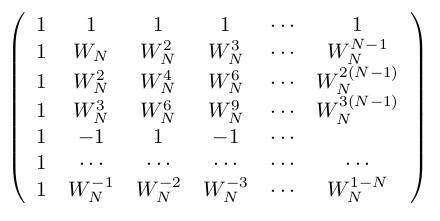 1 1 1 1 ⋯ 1
1 W_N W_N^2 W_N^3 ⋯ W_N^{N−1}
1 W_N^2 W_N^4 W_N^6 ⋯ W_N^{2(N−1)}
1 W_N^3 W_N^6 W_N^9 ⋯ W_N^{3(N−1)}
1 −1 1 −1 ⋯
1 ⋯ ⋯ ⋯ ⋯ ⋯
1 W_N^{−1} W_N^{−2} W_N^{−3} ⋯ W_N^{1−N}